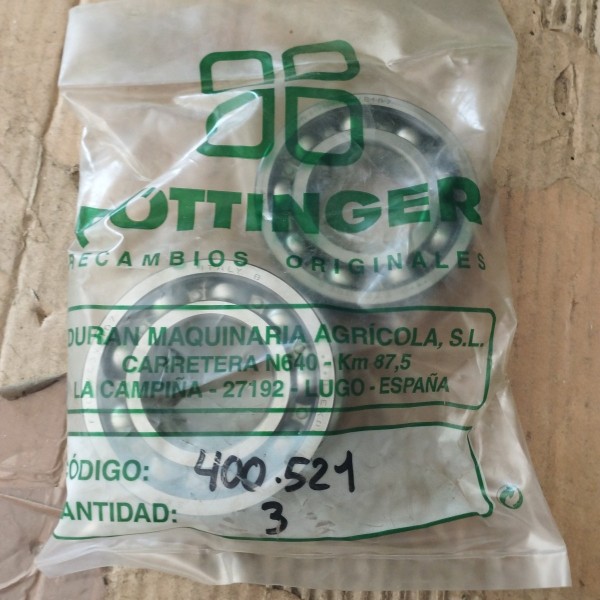 PÖTTINGER
RECAMBIOS ORIGINALES
DURAN MAQUINARIA AGRÍCOLA, S.L.
CARRETERA N640 - Km 87,5
LA CAMPIÑA - 27192 - LUGO - ESPAÑA
CÓDIGO: 400.521
CANTIDAD: 3